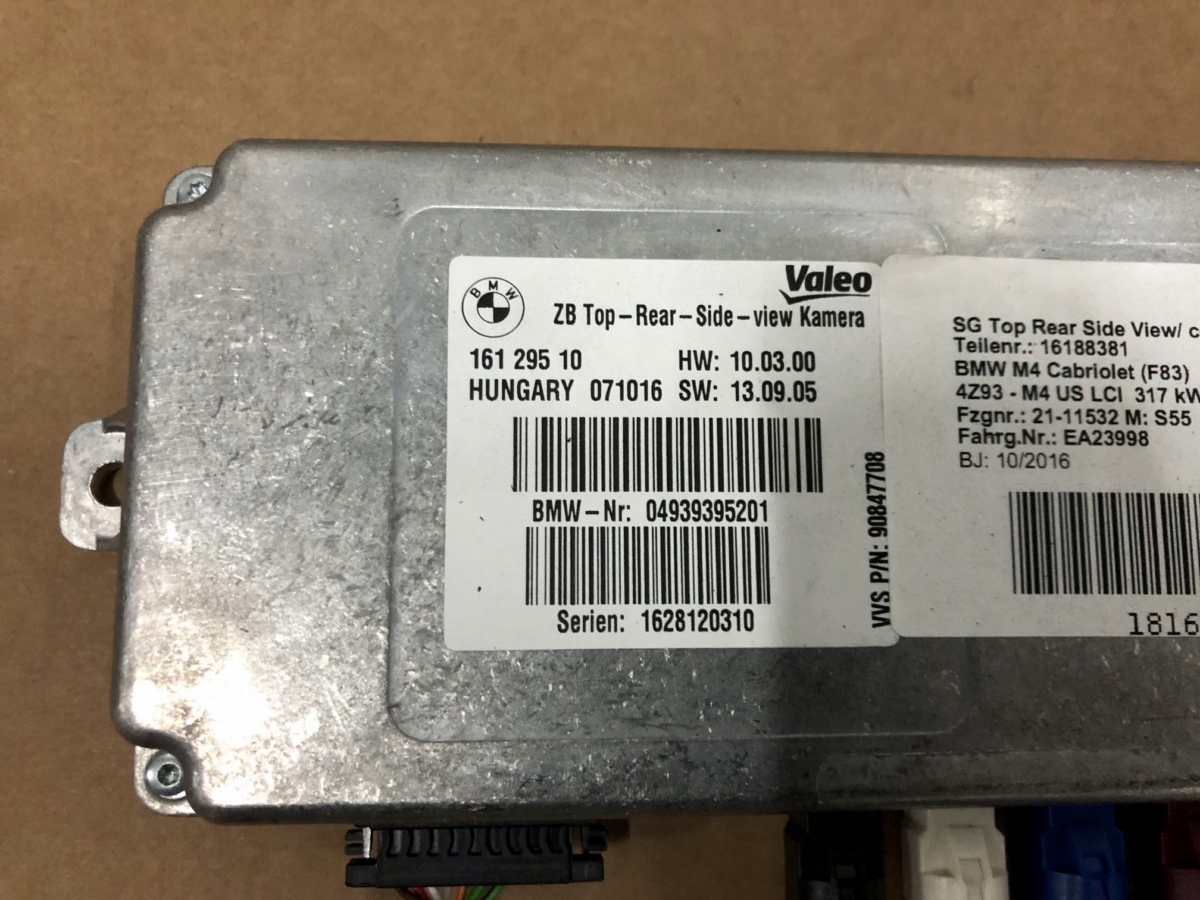 BMW
Valeo
ZB Top-Rear-Side-view Kamera
161 295 10 HW: 10.03.00
HUNGARY 071016 SW: 13.09.05
BMW-Nr: 04939395201
Serien: 1628120310
VVS P/N: 90847708
SG Top Rear Side View/ c
Teilenr.: 16188381
BMW M4 Cabriolet (F83)
4Z93 - M4 US LCI 317 kW
Fzgnr.: 21-11532 M: S55
Fahrg.Nr.: EA23998
BJ: 10/2016
1816